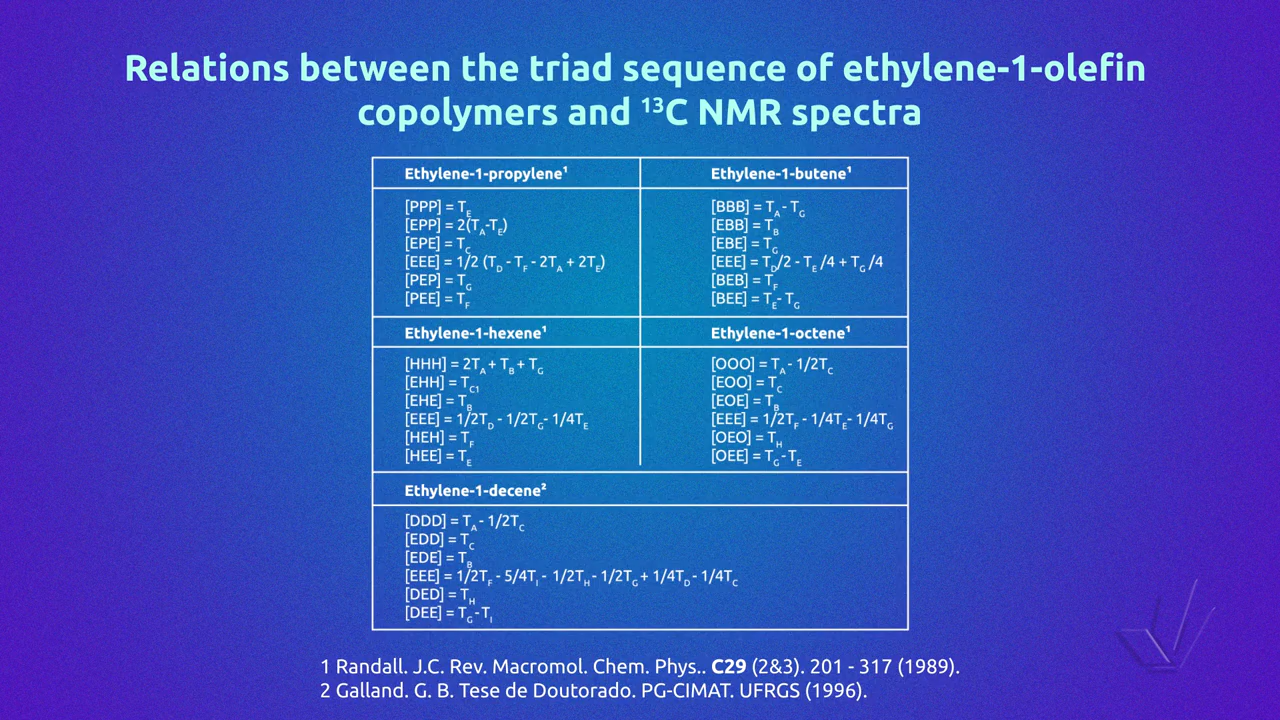 Relations between the triad sequence of ethylene-1-olefin
copolymers and ¹³C NMR spectra
Ethylene-1-propylene¹
[PPP] = T_E
[EPP] = 2(T_A-T_E)
[EPE] = T_C
[EEE] = 1/2 (T_D - T_F - 2T_A + 2T_E)
[PEP] = T_G
[PEE] = T_F
Ethylene-1-butene¹
[BBB] = T_A - T_G
[EBB] = T_B
[EBE] = T_G
[EEE] = T_D/2 - T_E /4 + T_G /4
[BEB] = T_F
[BEE] = T_E- T_G
Ethylene-1-hexene¹
[HHH] = 2T_A + T_B + T_G
[EHH] = T_C1
[EHE] = T_B
[EEE] = 1/2T_D - 1/2T_G - 1/4T_E
[HEH] = T_F
[HEE] = T_E
Ethylene-1-octene¹
[OOO] = T_A - 1/2T_C
[EOO] = T_C
[EOE] = T_B
[EEE] = 1/2T_F - 1/4T_E - 1/4T_G
[OEO] = T_H
[OEE] = T_G - T_E
Ethylene-1-decene²
[DDD] = T_A - 1/2T_C
[EDD] = T_C
[EDE] = T_B
[EEE] = 1/2T_F - 5/4T_I - 1/2T_H - 1/2T_G + 1/4T_D - 1/4T_C
[DED] = T_H
[DEE] = T_G - T_I
1 Randall. J.C. Rev. Macromol. Chem. Phys.. C29 (2&3). 201 - 317 (1989).
2 Galland. G. B. Tese de Doutorado. PG-CIMAT. UFRGS (1996).